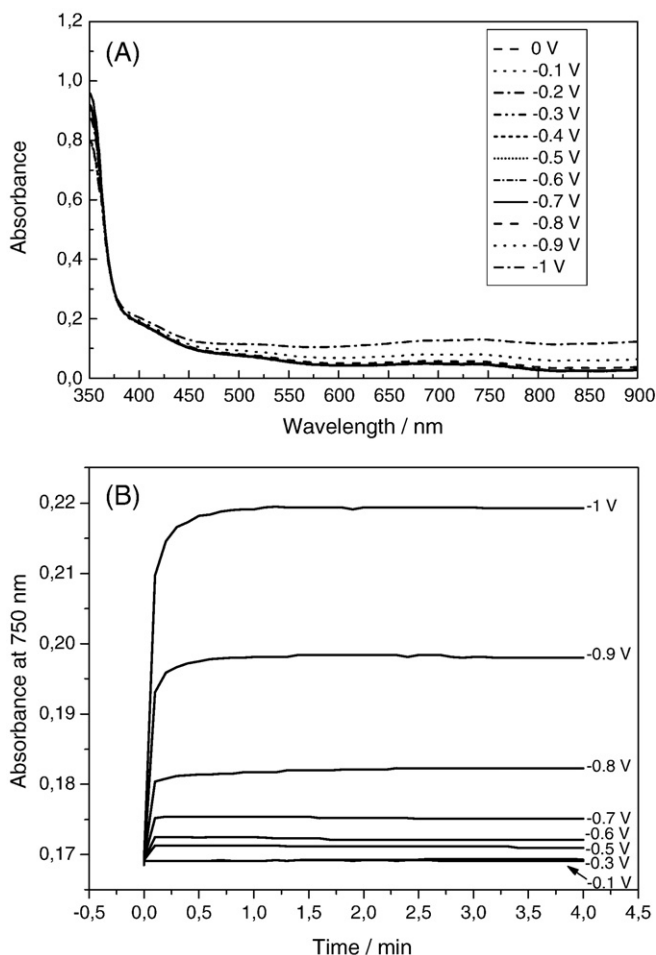 (A)
1,2
1,0
0,8
0,6
0,4
0,2
0,0
Absorbance
0 V
-0.1 V
-0.2 V
-0.3 V
-0.4 V
-0.5 V
-0.6 V
-0.7 V
-0.8 V
-0.9 V
-1 V
350 400 450 500 550 600 650 700 750 800 850 900
Wavelength / nm
(B)
0,22
0,21
0,20
0,19
0,18
0,17
Absorbance at 750 nm
-1 V
-0.9 V
-0.8 V
-0.7 V
-0.6 V
-0.5 V
-0.3 V
-0.1 V
-0,5 0,0 0,5 1,0 1,5 2,0 2,5 3,0 3,5 4,0 4,5
Time / min